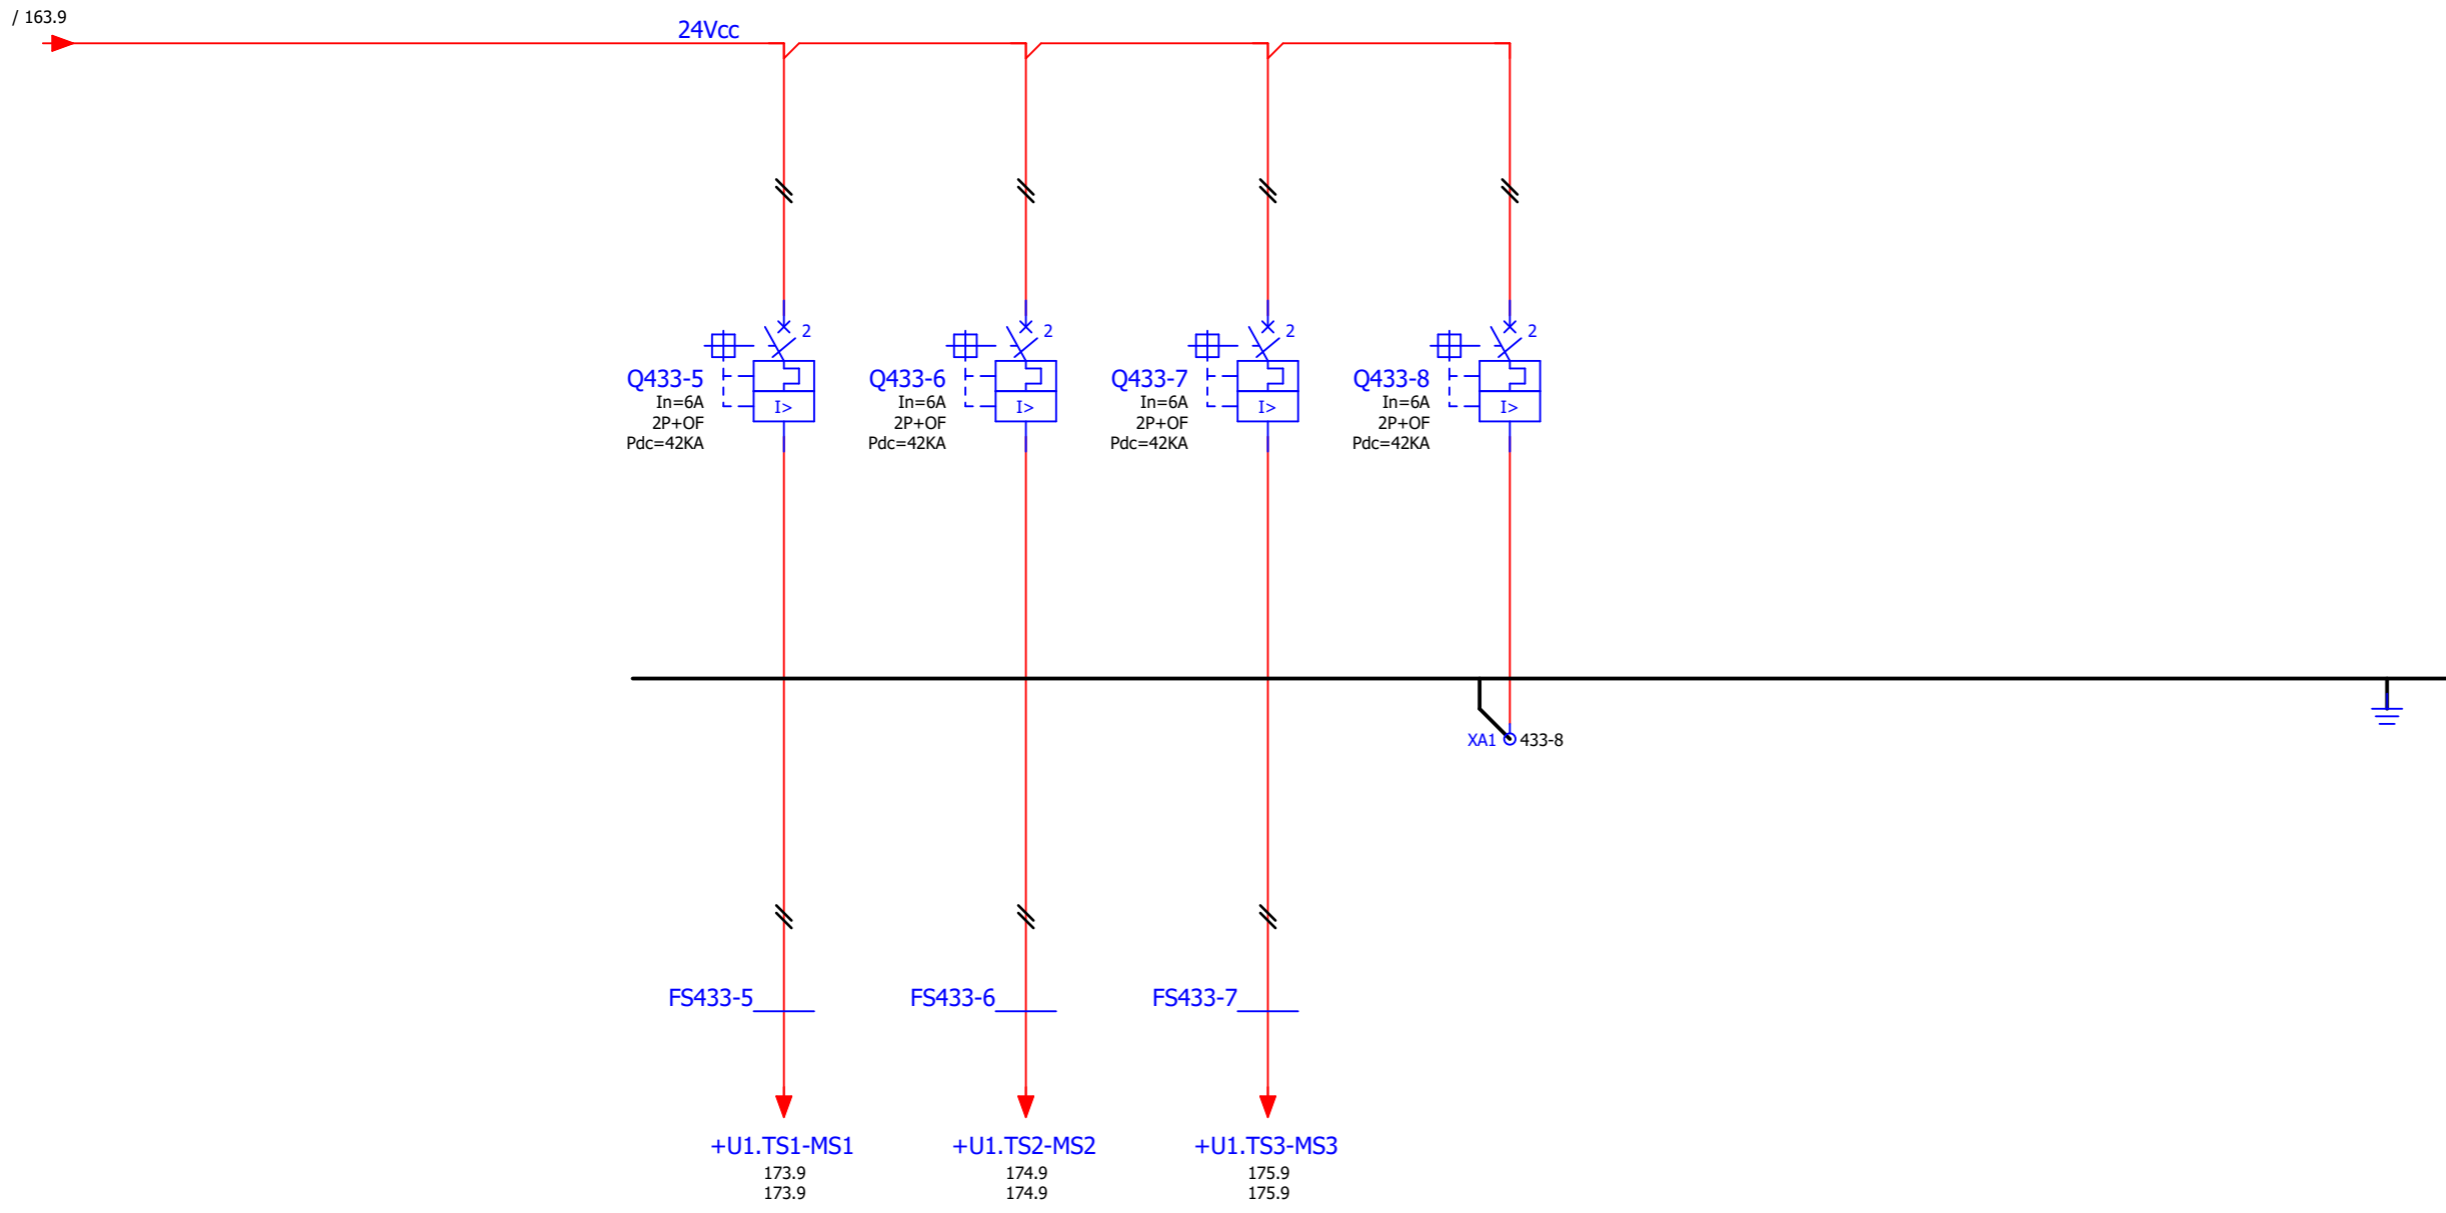 / 163.9
24Vcc
2
2
2
2
Q433-5
In=6A
2P+OF
Pdc=42KA
I>
Q433-6
In=6A
2P+OF
Pdc=42KA
I>
Q433-7
In=6A
2P+OF
Pdc=42KA
I>
Q433-8
In=6A
2P+OF
Pdc=42KA
I>
XA1 433-8
FS433-5
FS433-6
FS433-7
+U1.TS1-MS1
173.9
173.9
+U1.TS2-MS2
174.9
174.9
+U1.TS3-MS3
175.9
175.9